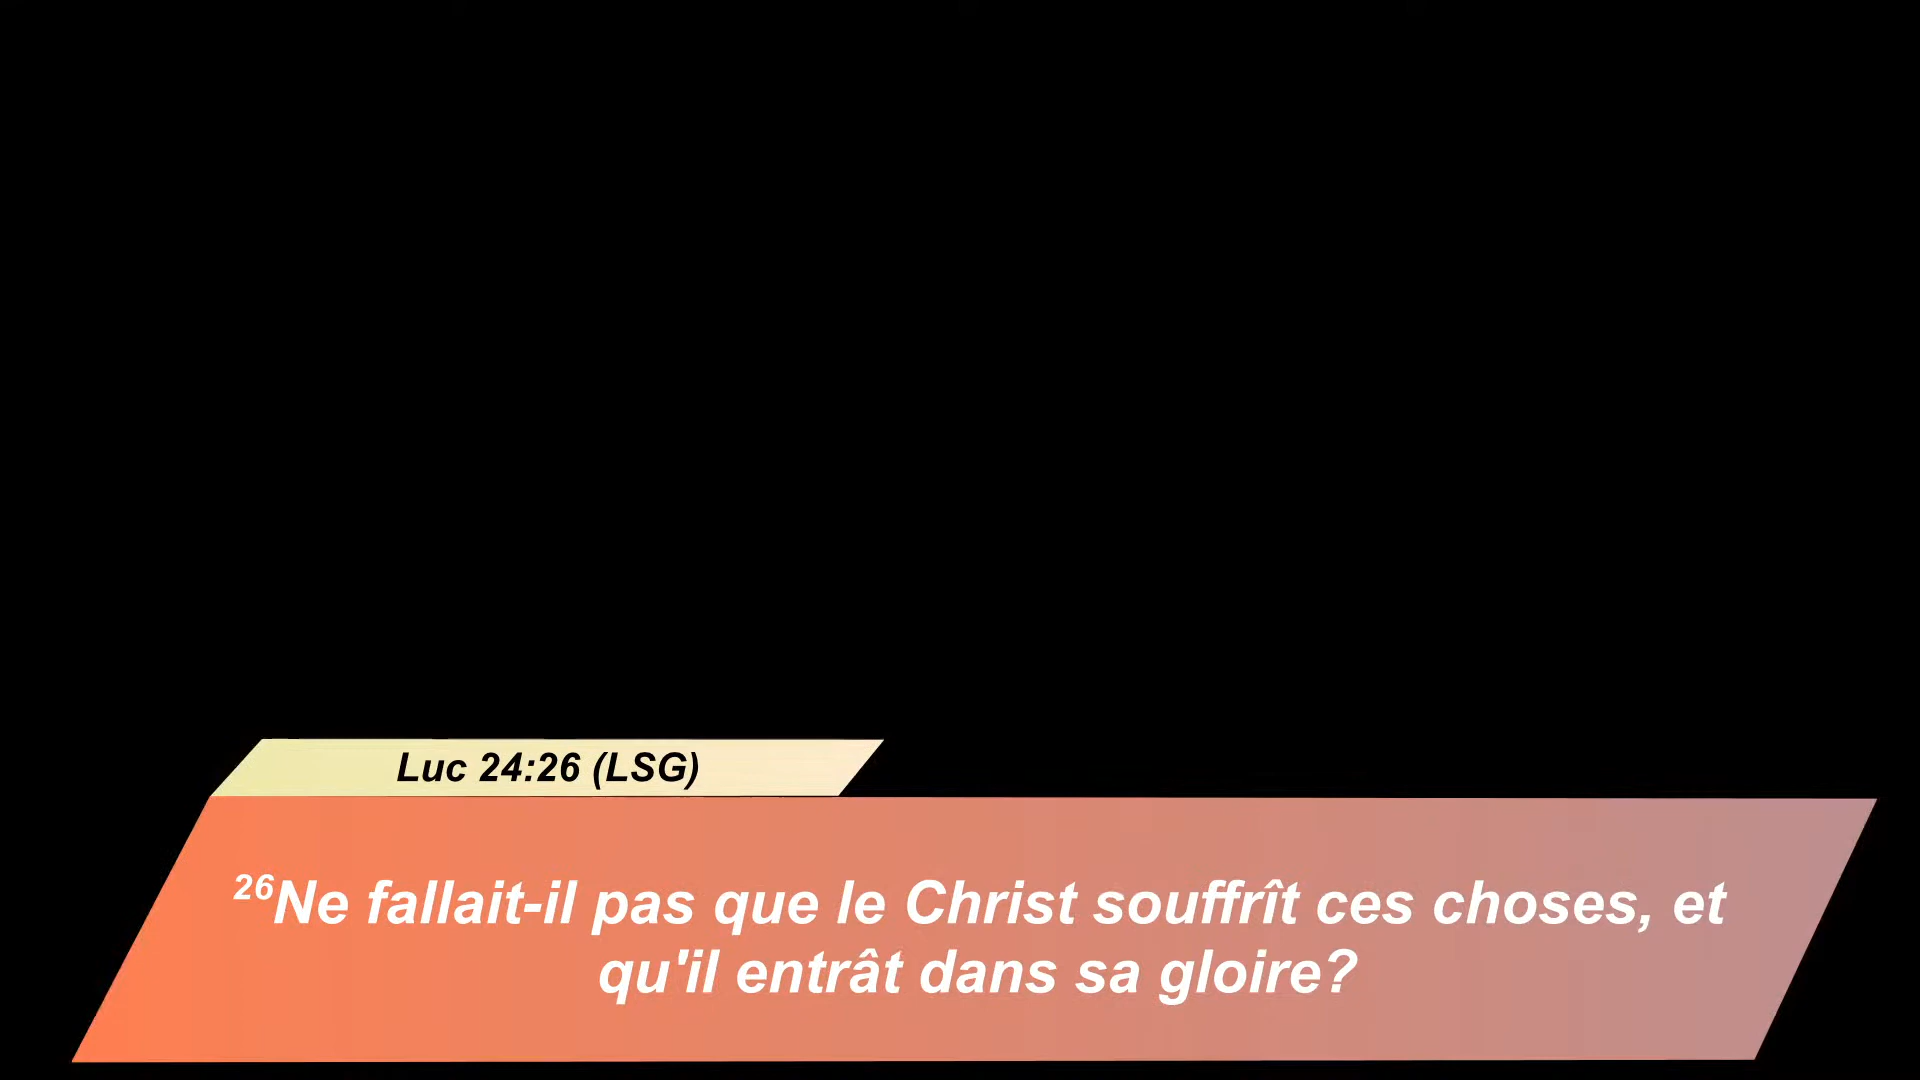 Luc 24:26 (LSG)
26Ne fallait-il pas que le Christ souffrît ces choses, et
qu'il entrât dans sa gloire?